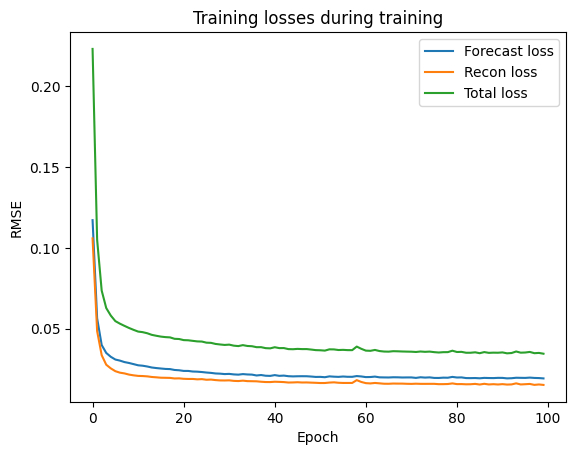 Training losses during training
Forecast loss
Recon loss
Total loss
0.20
0.15
0.10
0.05
RMSE
0 20 40 60 80 100
Epoch